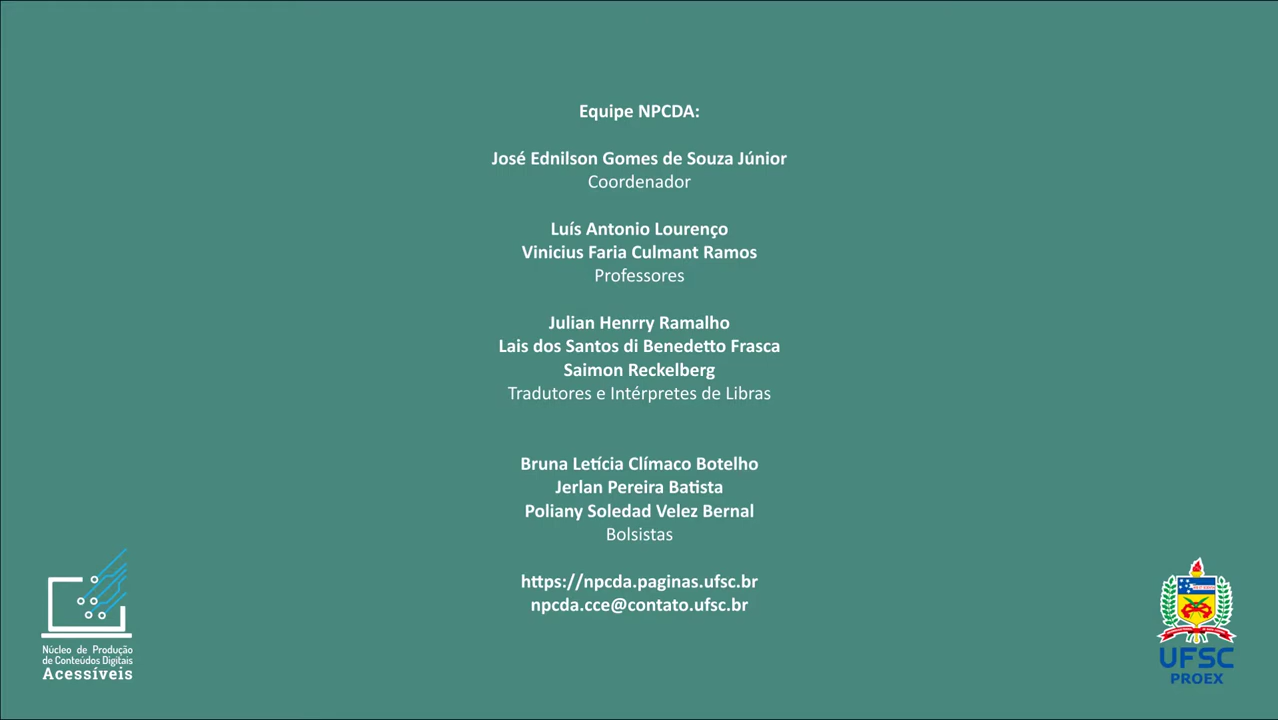 Equipe NPCDA:
José Ednilson Gomes de Souza Júnior
Coordenador
Luís Antonio Lourenço
Vinicius Faria Culmant Ramos
Professores
Julian Henrry Ramalho
Lais dos Santos di Benedetto Frasca
Saimon Reckelberg
Tradutores e Intérpretes de Libras
Bruna Letícia Clímaco Botelho
Jerlan Pereira Batista
Poliany Soledad Velez Bernal
Bolsistas
https://npcda.paginas.ufsc.br
npcda.cce@contato.ufsc.br
Núcleo de Produção
de Conteúdos Digitais
Acessíveis
UFSC
PROEX